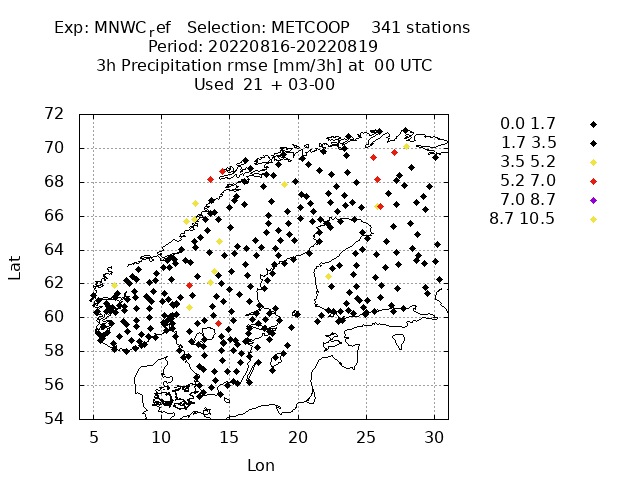 Exp: MNWC_ref Selection: METCOOP 341 stations
Period: 20220816-20220819
3h Precipitation rmse [mm/3h] at 00 UTC
Used 21 + 03-00
72
70
68
66
64
62
60
58
56
54
5 10 15 20 25 30
Lat
Lon
0.0 1.7
1.7 3.5
3.5 5.2
5.2 7.0
7.0 8.7
8.7 10.5